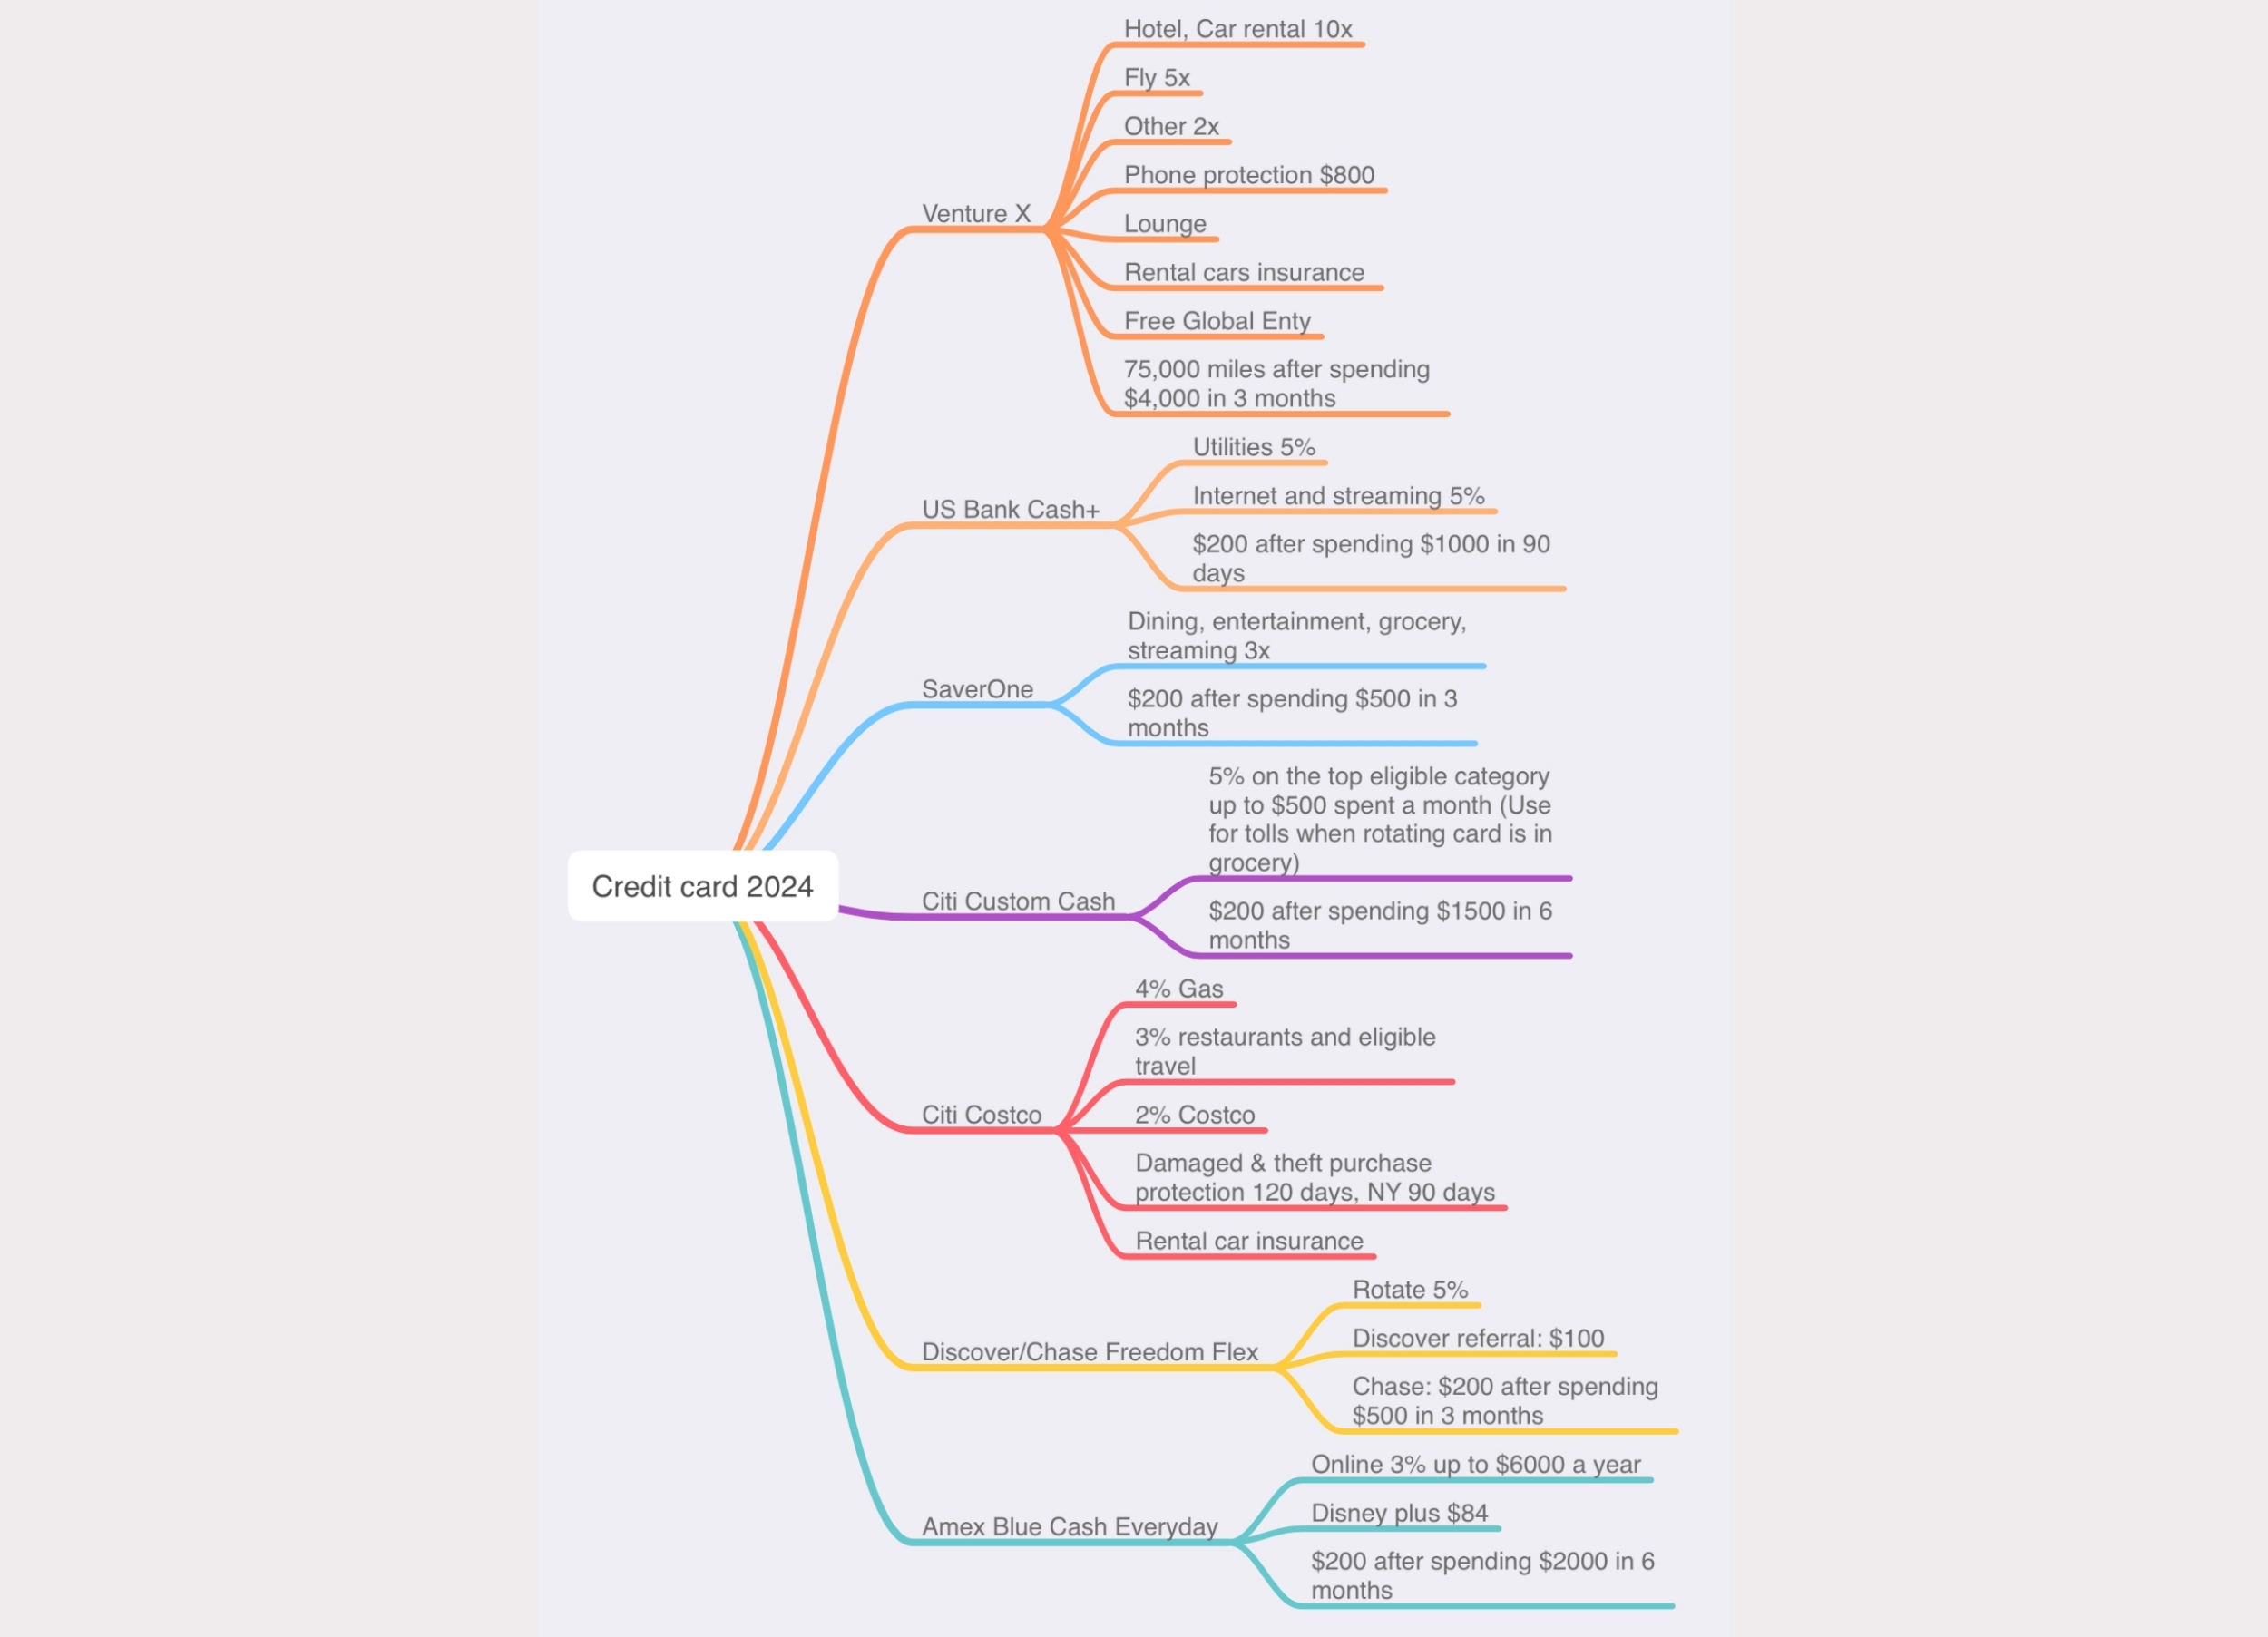 Credit card 2024
Venture X
Hotel, Car rental 10x
Fly 5x
Other 2x
Phone protection $800
Lounge
Rental cars insurance
Free Global Enty
75,000 miles after spending
$4,000 in 3 months
US Bank Cash+
Utilities 5%
Internet and streaming 5%
$200 after spending $1000 in 90
days
SaverOne
Dining, entertainment, grocery,
streaming 3x
$200 after spending $500 in 3
months
Citi Custom Cash
5% on the top eligible category
up to $500 spent a month (Use
for tolls when rotating card is in
grocery)
$200 after spending $1500 in 6
months
Citi Costco
4% Gas
3% restaurants and eligible
travel
2% Costco
Damaged & theft purchase
protection 120 days, NY 90 days
Rental car insurance
Discover/Chase Freedom Flex
Rotate 5%
Discover referral: $100
Chase: $200 after spending
$500 in 3 months
Amex Blue Cash Everyday
Online 3% up to $6000 a year
Disney plus $84
$200 after spending $2000 in 6
months